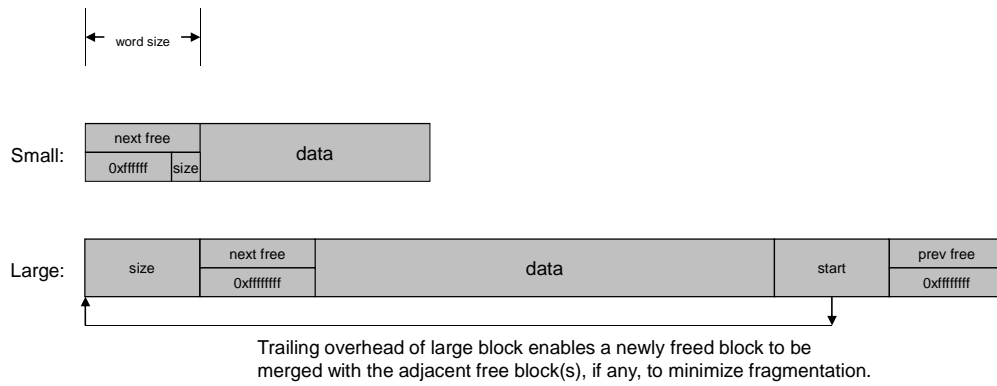 word size
Small:
next free
0xffffff
size
data
Large:
size
next free
0xffffffff
data
start
prev free
0xffffffff
Trailing overhead of large block enables a newly freed block to be
merged with the adjacent free block(s), if any, to minimize fragmentation.